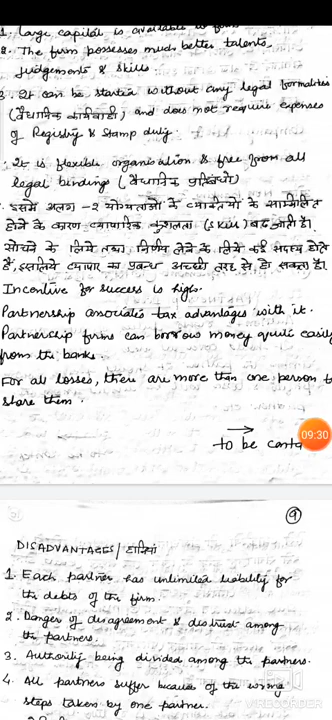 1. Large capital is available to firm.
2. The firm possesses much better talents,
judgements & skills.
3. It can be started without any legal formalities
(वैधानिक कार्यवाही) and does not require expenses
of Registry & Stamp duty.
It is flexible organisation & free from all
legal bindings (वैधानिक प्रतिबंधो)
इसमें अलग-2 योग्यताओं के व्यक्तियों के सम्मिलित
होने के कारण व्यापारिक कुशलता (skill) बढ़ जाती है।
सोचने के लिये तथा निर्णय लेने के लिये कई सदस्य होते
है, इसलिये व्यापार का प्रबन्ध अच्छी तरह से हो सकता है।
Incentive for success is high.
Partnership associates tax advantages with it.
Partnership firms can borrow money quite easily
from the banks.
For all losses, there are more than one person to
share them.
to be contd
09:30
9
DISADVANTAGES/हानियां
1. Each partner has unlimited liability for
the debts of the firm.
2. Danger of disagreement & distrust among
the partners.
3. Authority being divided among the partners.
4. All partners suffer because of the wrong
steps taken by one partner.